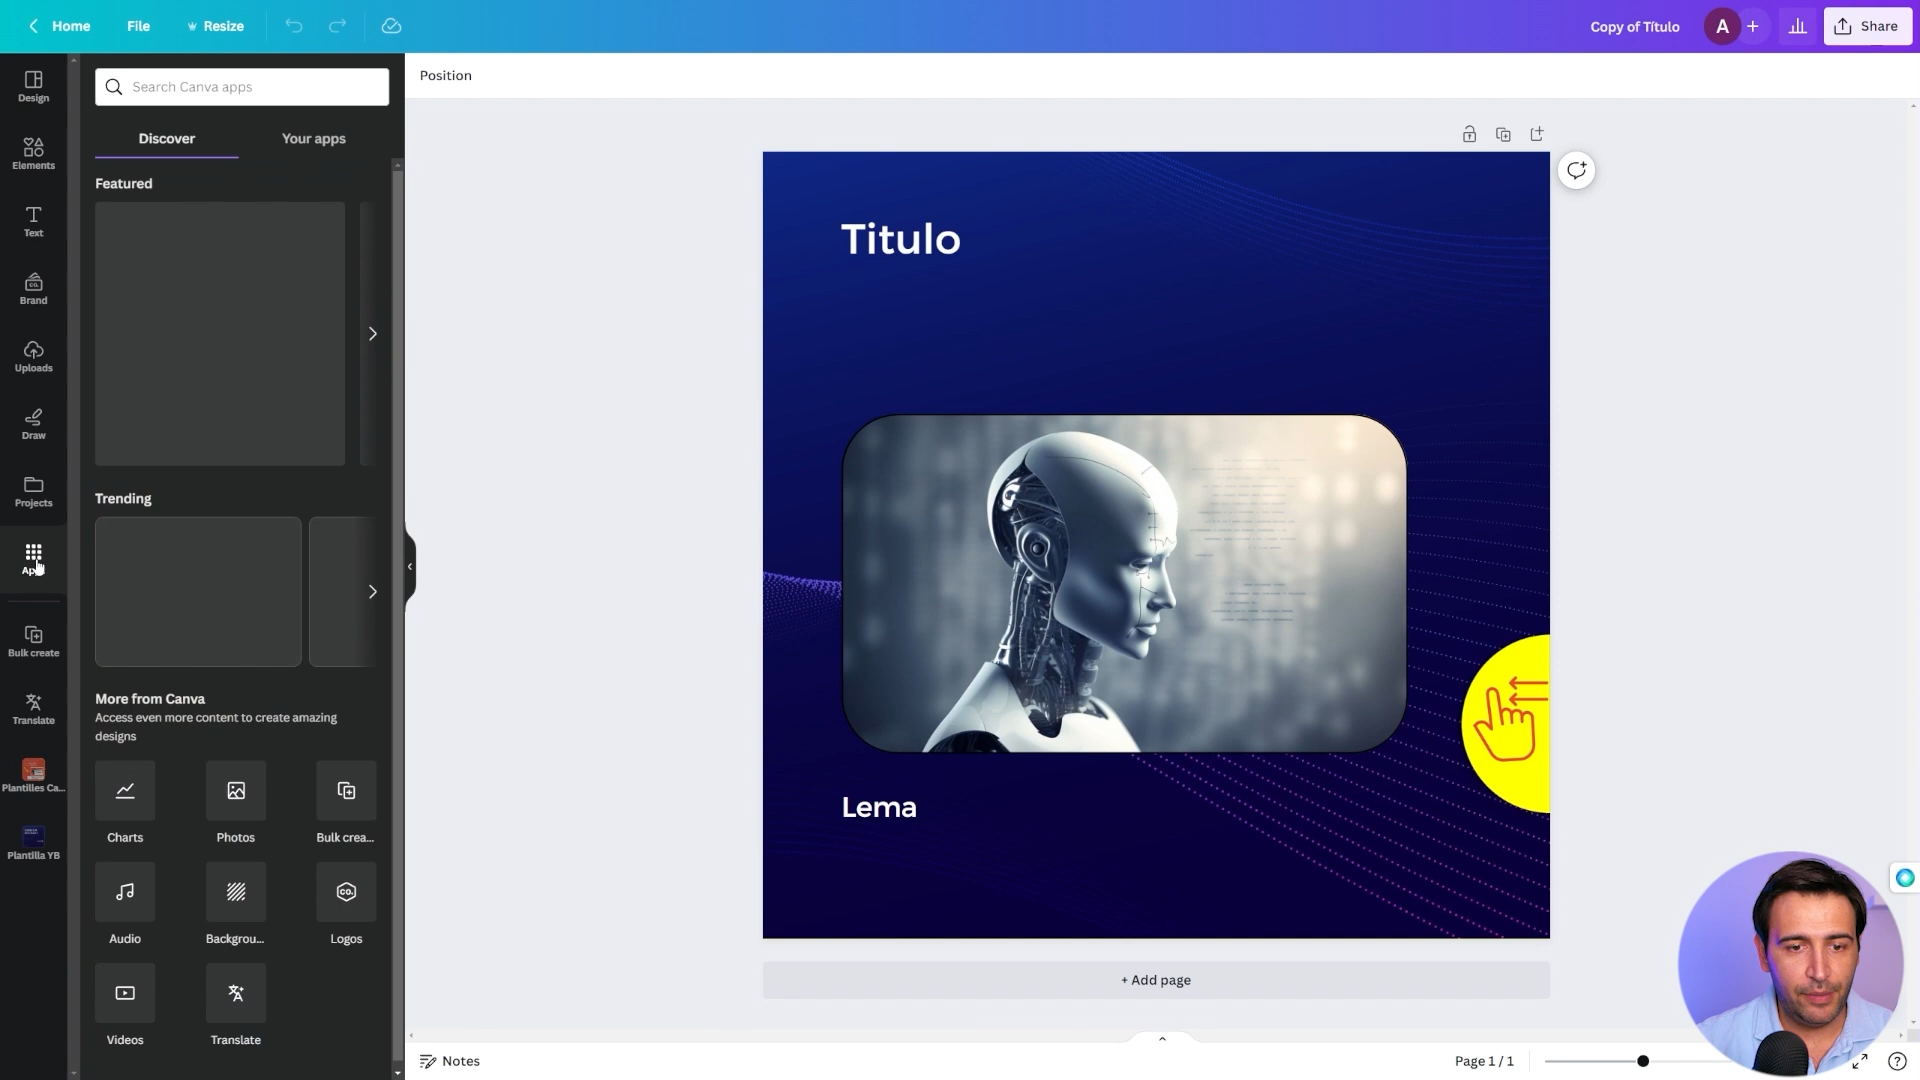 Home
File
Resize
Copy of Título
A
Share
Design
Elements
Text
Brand
Uploads
Draw
Projects
Bulk create
Translate
Plantilles Ca...
Plantilla YB
Search Canva apps
Discover
Your apps
Featured
Trending
More from Canva
Access even more content to create amazing
designs
Charts
Photos
Bulk crea...
Audio
Backgrou...
Logos
Videos
Translate
Position
Titulo
Lema
+ Add page
Notes
Page 1 / 1